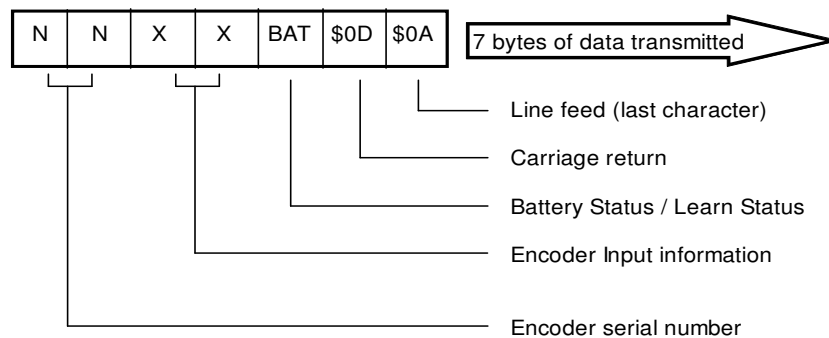 N N X X BAT $0D $0A
7 bytes of data transmitted
Line feed (last character)
Carriage return
Battery Status / Learn Status
Encoder Input information
Encoder serial number